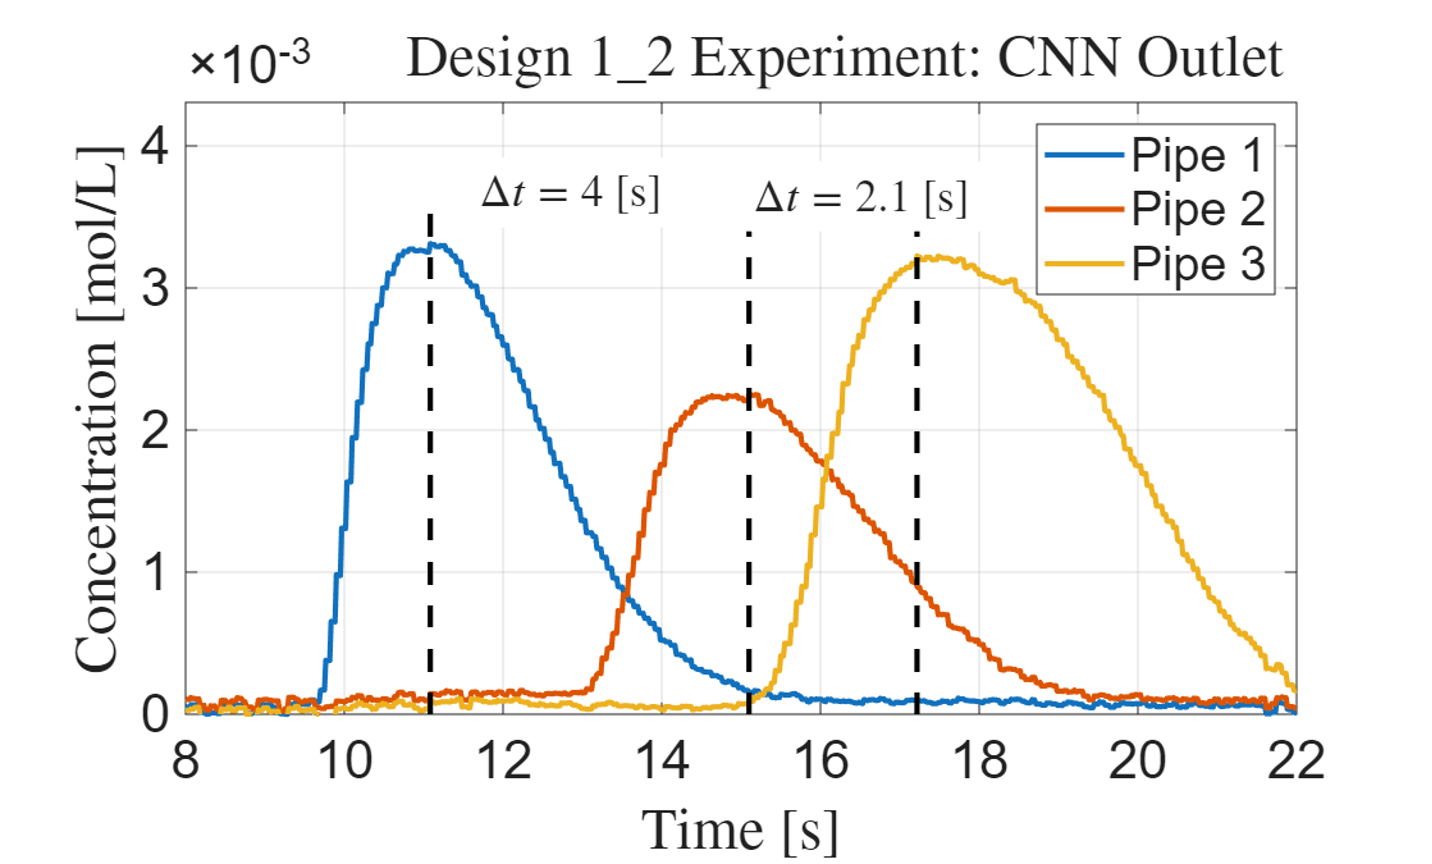 ×10⁻³
Design 1_2 Experiment: CNN Outlet
Concentration [mol/L]
4
3
2
1
0
Δt = 4 [s]
Δt = 2.1 [s]
Pipe 1
Pipe 2
Pipe 3
8 10 12 14 16 18 20 22
Time [s]